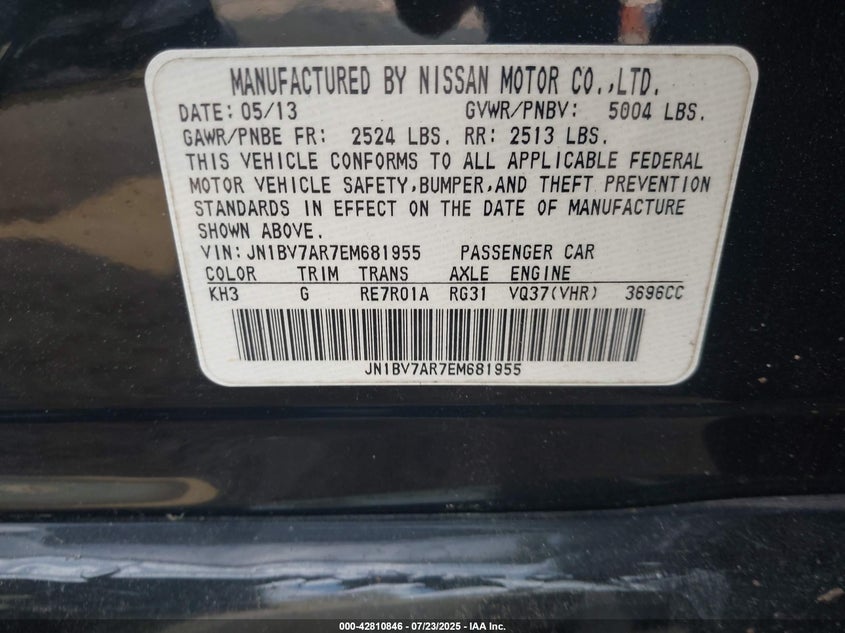 MANUFACTURED BY NISSAN MOTOR CO.,LTD.
DATE: 05/13 GVWR/PNBV: 5004 LBS.
GAWR/PNBE FR: 2524 LBS. RR: 2513 LBS.
THIS VEHICLE CONFORMS TO ALL APPLICABLE FEDERAL
MOTOR VEHICLE SAFETY,BUMPER,AND THEFT PREVENTION
STANDARDS IN EFFECT ON THE DATE OF MANUFACTURE
SHOWN ABOVE.
VIN: JN1BV7AR7EM681955 PASSENGER CAR
COLOR TRIM TRANS AXLE ENGINE
KH3 G RE7R01A RG31 VQ37(VHR) 3696CC
JN1BV7AR7EM681955
000-42810846 - 07/23/2025 - IAA Inc.